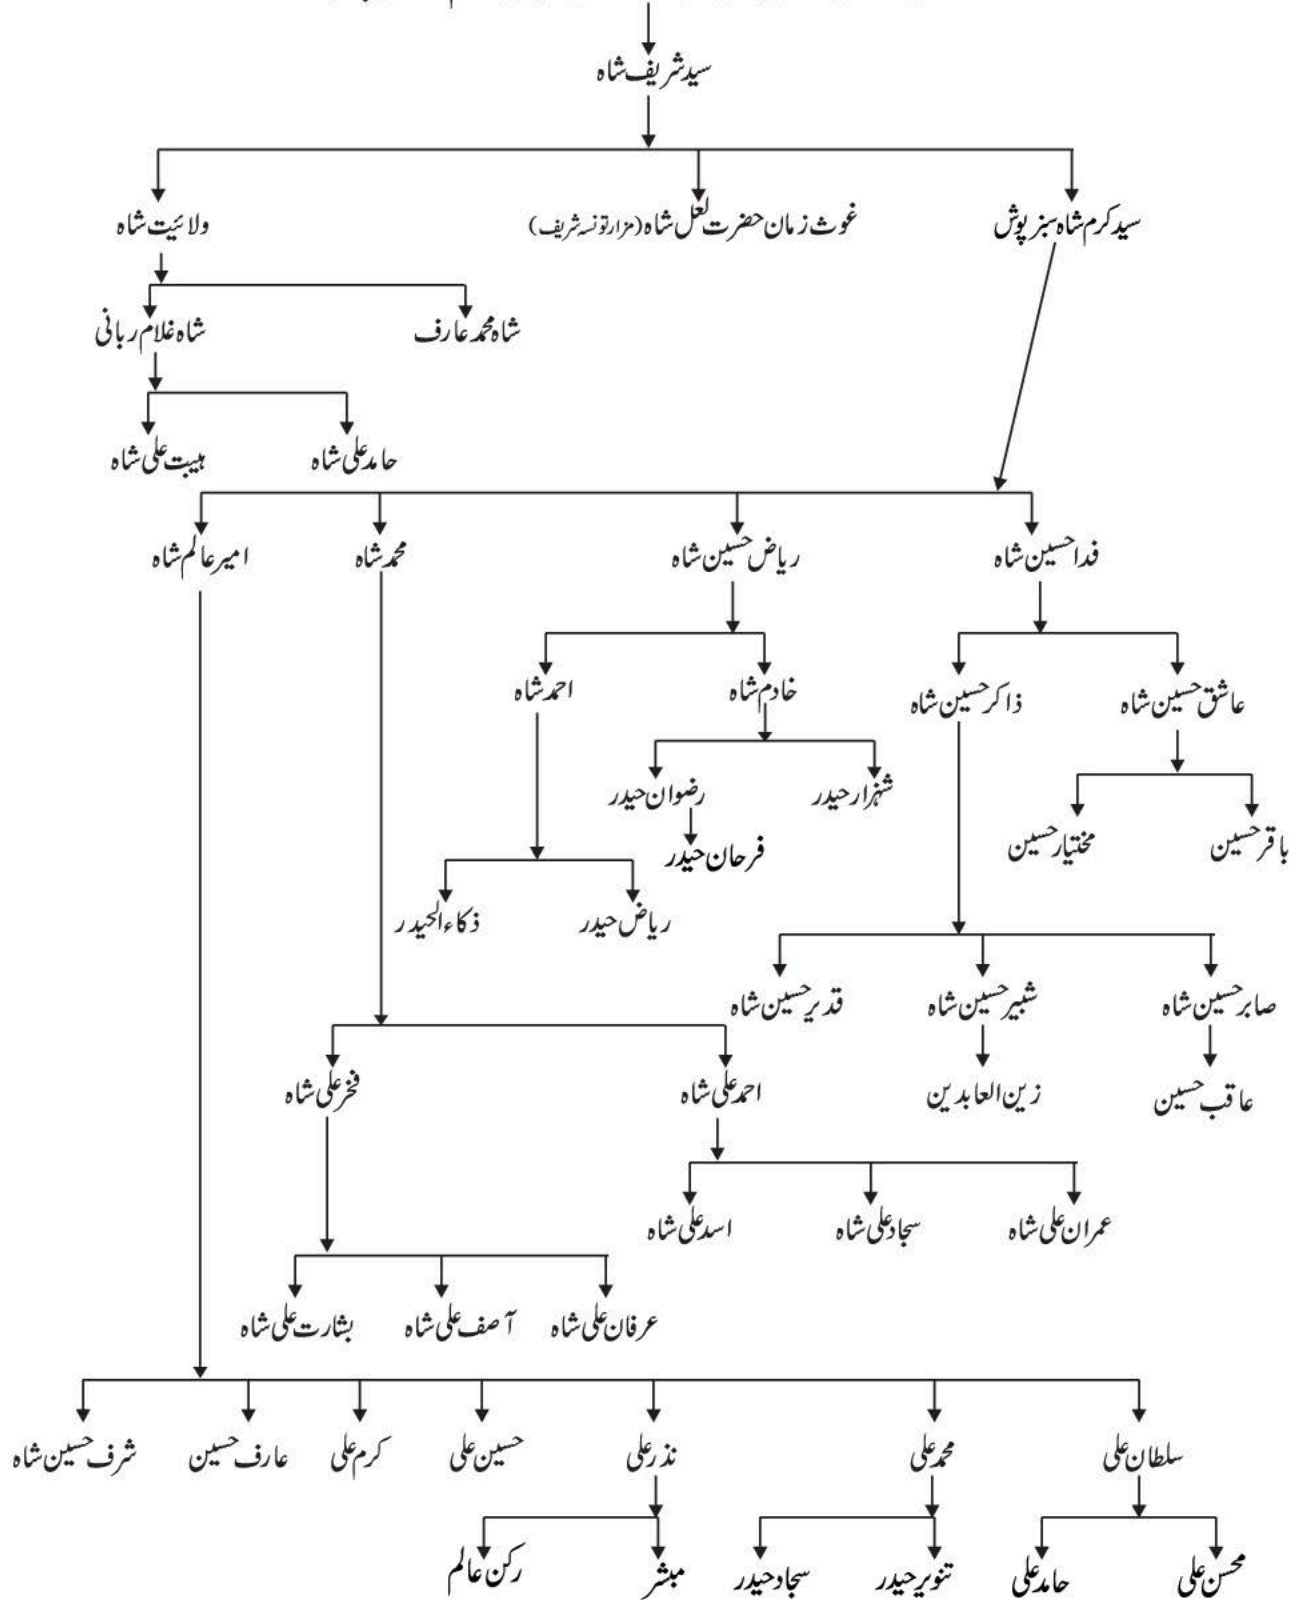 سید شریف شاہ
سید کرم شاہ سبز پوش
غوث زمان حضرت لعل شاہ (مزار تونسہ شریف)
ولائیت شاہ
شاہ محمد عارف
شاہ غلام ربانی
حامد علی شاہ
ہیبت علی شاہ
فدا حسین شاہ
ریاض حسین شاہ
محمد شاہ
امیر عالم شاہ
عاشق حسین شاہ
ذاکر حسین شاہ
خادم شاہ
احمد شاہ
شہزار حیدر
رضوان حیدر
باقر حسین
مختیار حسین
فرحان حیدر
ریاض حیدر
ذکاء الحیدر
صابر حسین شاہ
شبیر حسین شاہ
قدیر حسین شاہ
عاقب حسین
زین العابدین
احمد علی شاہ
فخر علی شاہ
عمران علی شاہ
سجاد علی شاہ
اسد علی شاہ
عرفان علی شاہ
آصف علی شاہ
بشارت علی شاہ
سلطان علی
محمد علی
نذر علی
حسین علی
کرم علی
عارف حسین
شرف حسین شاہ
محسن علی
حامد علی
تنویر حیدر
سجاد حیدر
مبشر
رکن عالم